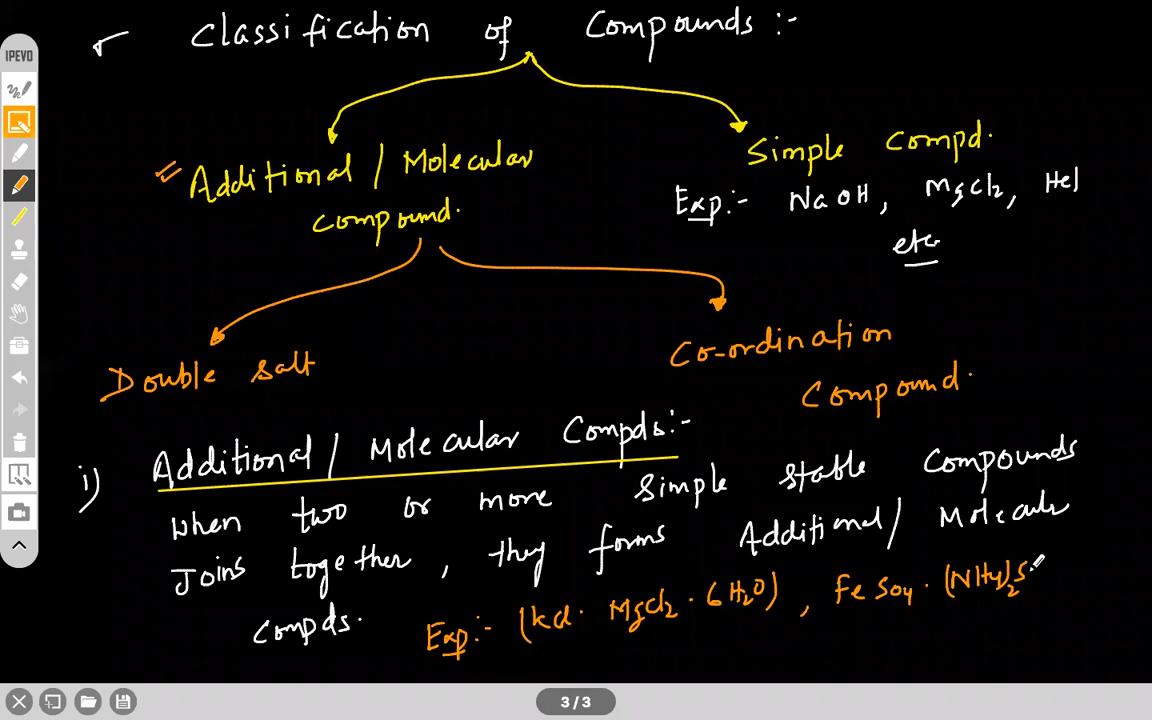 IPEVO
Classification of Compounds :-
Additional / Molecular
compound.
Simple Compd.
Exp:- NaOH, MgCl2, Hcl
etc
Double salt
Co-ordination
Compound.
i) Additional / Molecular Compds:-
When two or more simple stable Compounds
Joins together, they forms Additional / Molecular
Compds.
Exp:- (kcl. MgCl2 . 6H2O), FeSO4 . (NH4)2S
3/3